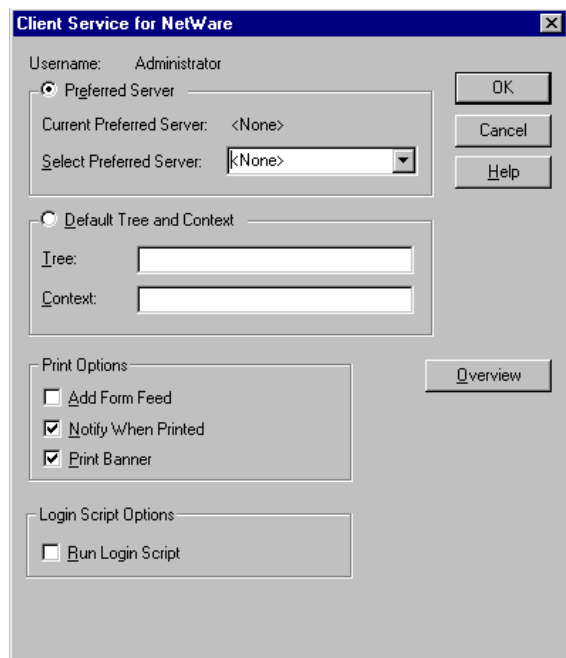 Client Service for NetWare
Username: Administrator
Preferred Server
Current Preferred Server: <None>
Select Preferred Server: <None>
OK
Cancel
Help
Default Tree and Context
Tree:
Context:
Print Options
Add Form Feed
Notify When Printed
Print Banner
Overview
Login Script Options
Run Login Script